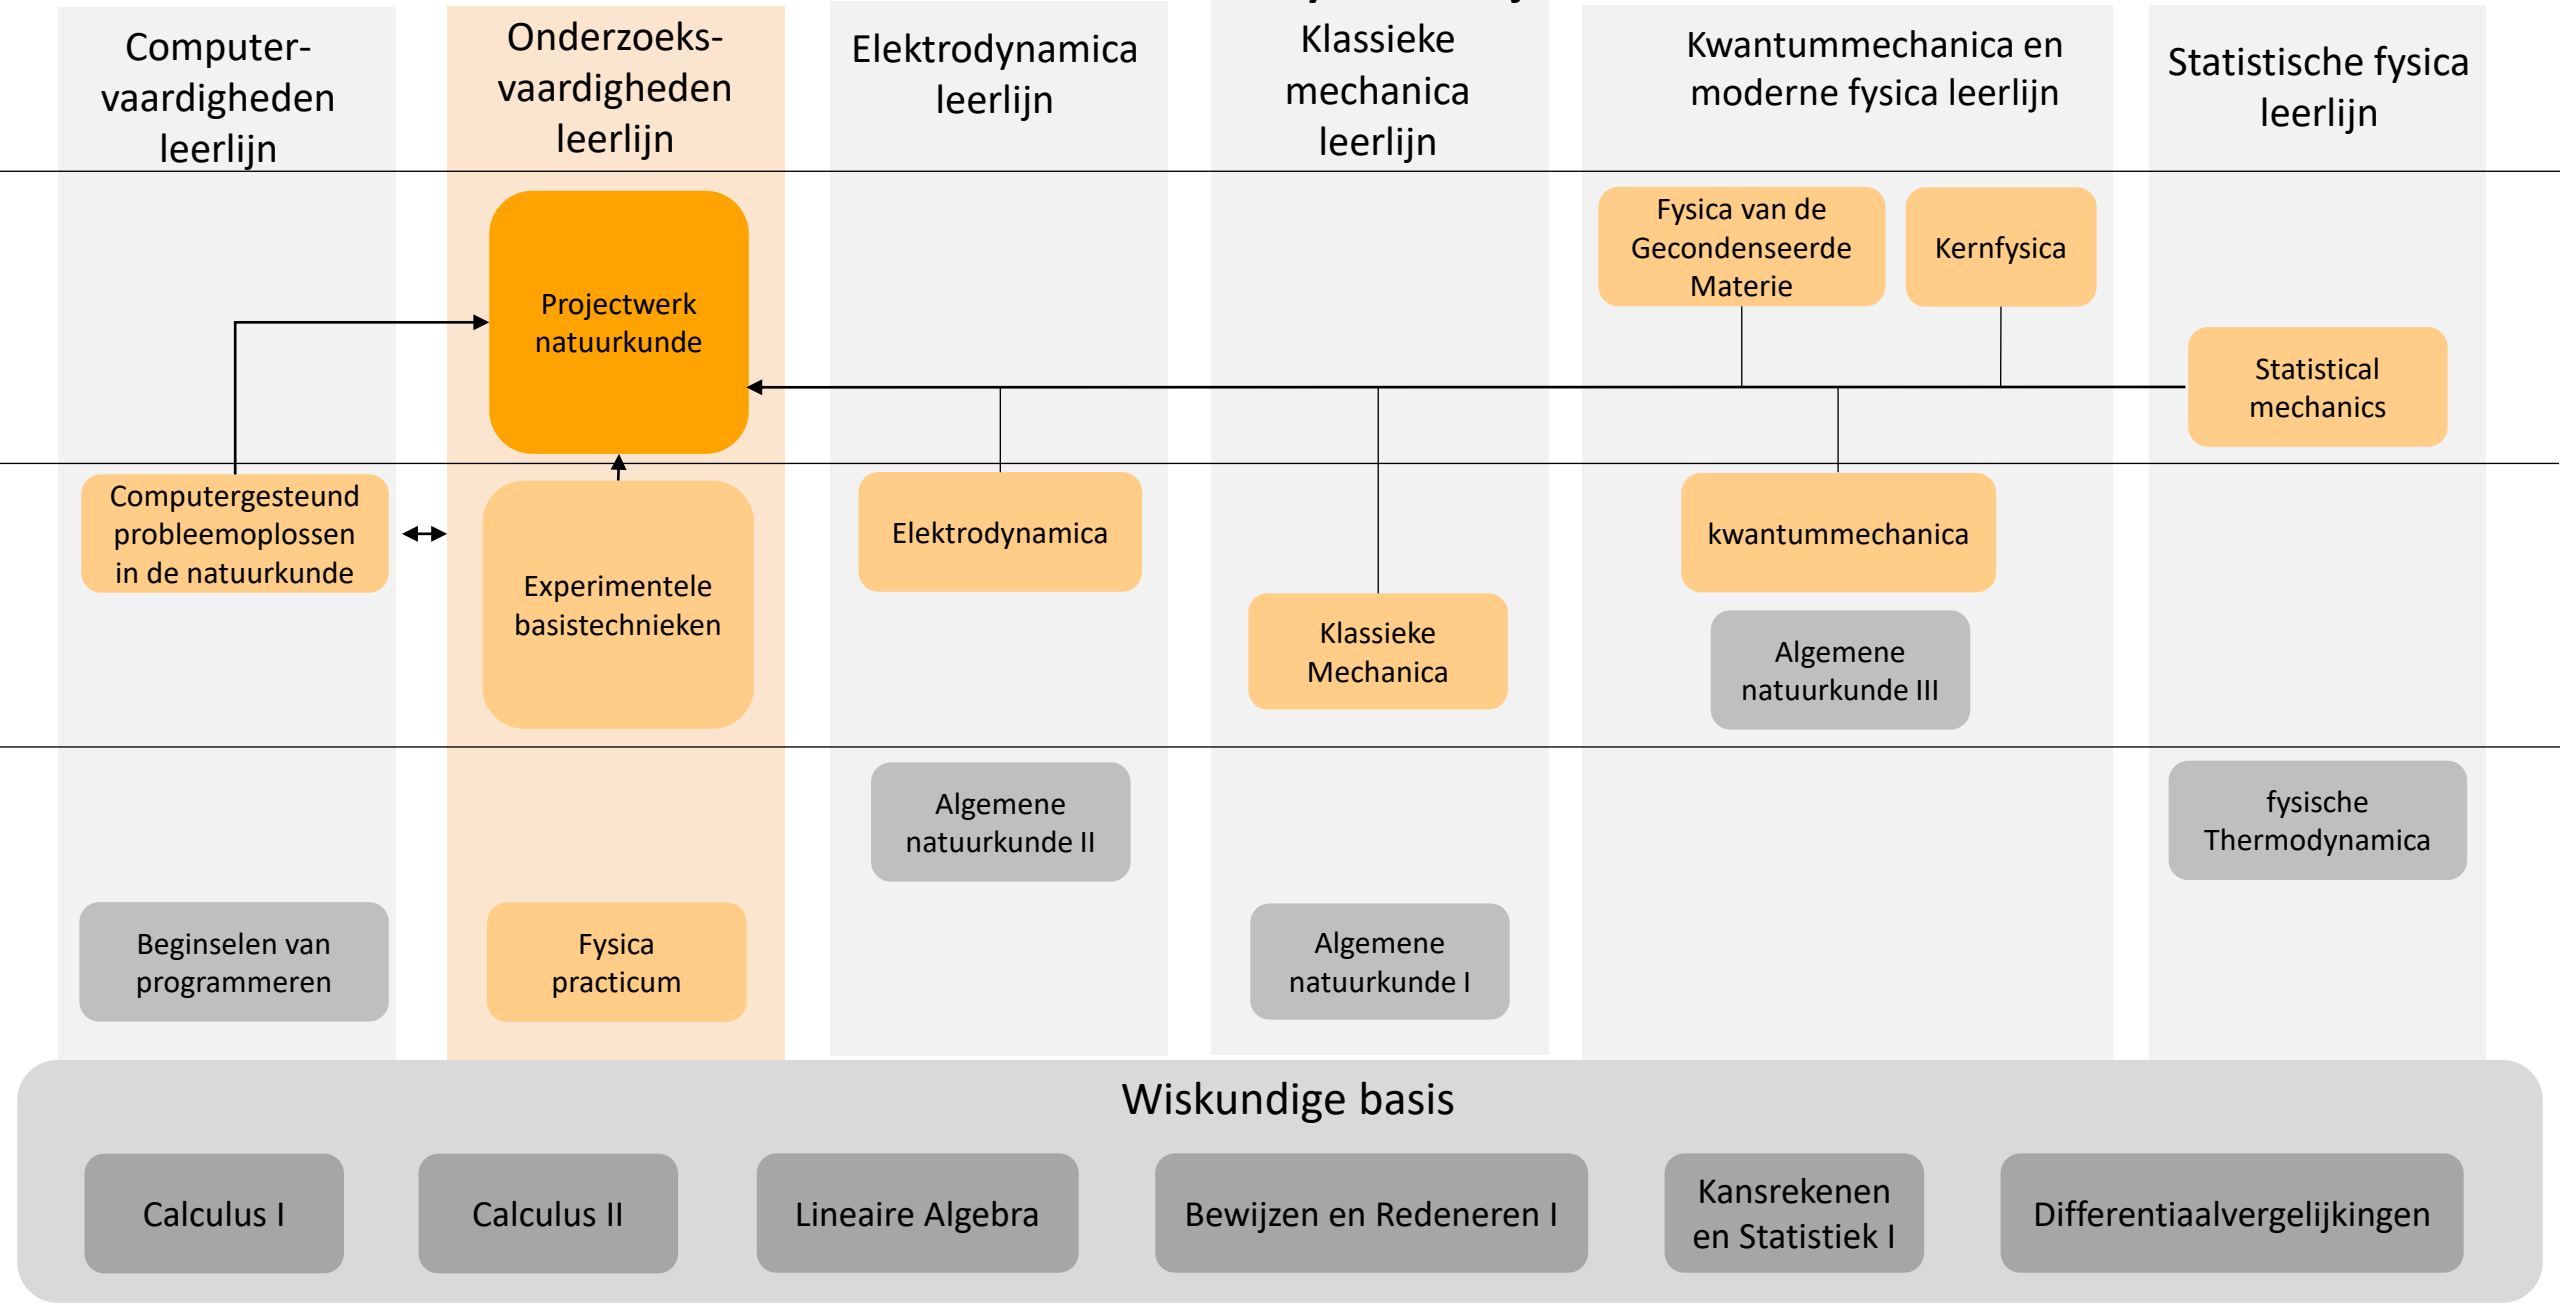 Computer-
vaardigheden
leerlijn
Onderzoeks-
vaardigheden
leerlijn
Elektrodynamica
leerlijn
Klassieke
mechanica
leerlijn
Kwantummechanica en
moderne fysica leerlijn
Statistische fysica
leerlijn
Projectwerk
natuurkunde
Fysica van de
Gecondenseerde
Materie
Kernfysica
Statistical
mechanics
Computergesteund
probleemoplossen
in de natuurkunde
Experimentele
basistechnieken
Elektrodynamica
Klassieke
Mechanica
kwantummechanica
Algemene
natuurkunde III
Algemene
natuurkunde II
fysische
Thermodynamica
Beginselen van
programmeren
Fysica
practicum
Algemene
natuurkunde I
Wiskundige basis
Calculus I
Calculus II
Lineaire Algebra
Bewijzen en Redeneren I
Kansrekenen
en Statistiek I
Differentiaalvergelijkingen